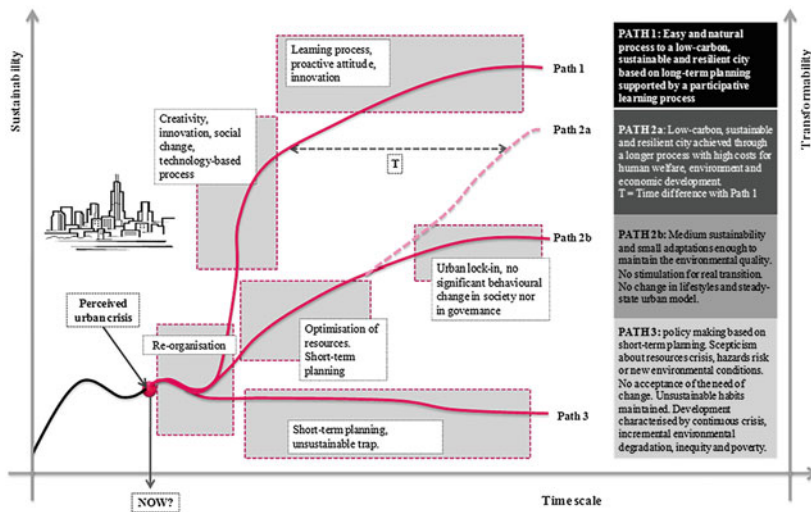 Sustainability
Learning process,
proactive attitude,
innovation
Path 1
Creativity,
innovation, social
change,
technology-based
process
Path 2a
T
Path 2b
Urban lock-in, no
significant behavioural
change in society nor
in governance
Perceived
urban crisis
Re-organisation
Optimisation of
resources.
Short-term
planning
Path 3
Short-term planning,
unsustainable trap.
NOW?
Time scale
PATH 1: Easy and natural
process to a low-carbon,
sustainable and resilient city
based on long-term planning
supported by a participative
learning process
PATH 2a: Low-carbon, sustainable
and resilient city achieved through
a longer process with high costs for
human welfare, environment and
economic development.
T = Time difference with Path 1
PATH 2b: Medium sustainability
and small adaptations enough to
maintain the environmental quality.
No stimulation for real transition.
No change in lifestyles and steady-
state urban model.
PATH 3: policy making based on
short-term planning. Scepticism
about resources crisis, hazards risk
or new environmental conditions.
No acceptance of the need of
change. Unsustainable habits
maintained. Development
characterised by continuous crisis,
incremental environmental
degradation, inequity and poverty.
Transformability